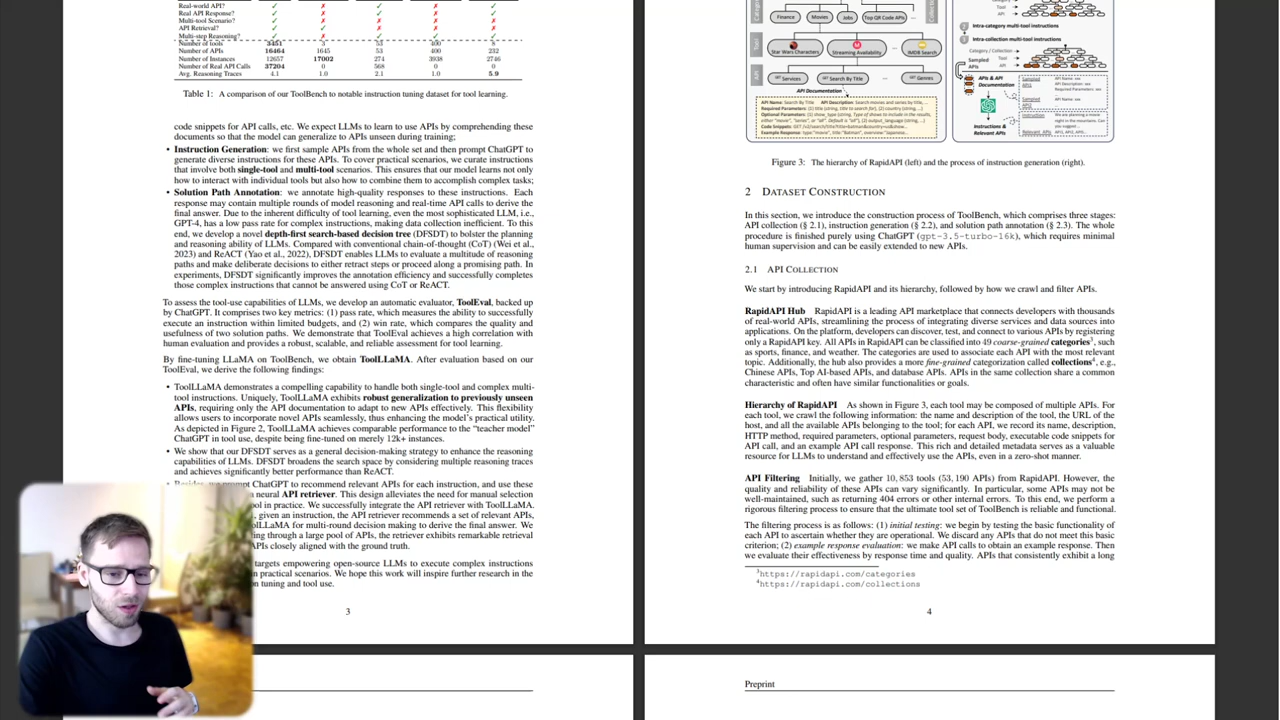 Real-world API? ✓ ✗ ✓ ✗ ✓
Real API Response? ✓ ✗ ✓ ✗ ✓
Multi-tool Scenario? ✓ ✗ ✗ ✗ ✗
API Retrieval? ✓ ✗ ✗ ✓ ✗
Multi-step Reasoning? ✓ ✗ ✓ ✓ ✓
Number of tools 3451 3 53 400 8
Number of APIs 16464 1645 53 400 232
Number of Instances 12657 17002 274 3938 2746
Number of Real API Calls 37204 0 568 0 0
Avg. Reasoning Traces 4.1 1.0 2.1 1.0 5.9
Table 1: A comparison of our ToolBench to notable instruction tuning dataset for tool learning.
code snippets for API calls, etc. We expect LLMs to learn to use APIs by comprehending these
documents so that the model can generalize to APIs unseen during training;
• Instruction Generation: we first sample APIs from the whole set and then prompt ChatGPT to
generate diverse instructions for these APIs. To cover practical scenarios, we curate instructions
that involve both single-tool and multi-tool scenarios. This ensures that our model learns not only
how to interact with individual tools but also how to combine them to accomplish complex tasks;
• Solution Path Annotation: we annotate high-quality responses to these instructions. Each
response may contain multiple rounds of model reasoning and real-time API calls to derive the
final answer. Due to the inherent difficulty of tool learning, even the most sophisticated LLM, i.e.,
GPT-4, has a low pass rate for complex instructions, making data collection inefficient. To this
end, we develop a novel depth-first search-based decision tree (DFSDT) to bolster the planning
and reasoning ability of LLMs. Compared with conventional chain-of-thought (CoT) (Wei et al.,
2023) and ReACT (Yao et al., 2022), DFSDT enables LLMs to evaluate a multitude of reasoning
paths and make deliberate decisions to either retract steps or proceed along a promising path. In
experiments, DFSDT significantly improves the annotation efficiency and successfully completes
those complex instructions that cannot be answered using CoT or ReACT.
To assess the tool-use capabilities of LLMs, we develop an automatic evaluator, ToolEval, backed up
by ChatGPT. It comprises two key metrics: (1) pass rate, which measures the ability to successfully
execute an instruction within limited budgets, and (2) win rate, which compares the quality and
usefulness of two solution paths. We demonstrate that ToolEval achieves a high correlation with
human evaluation and provides a robust, scalable, and reliable assessment for tool learning.
By fine-tuning LLaMA on ToolBench, we obtain ToolLLaMA. After evaluation based on our
ToolEval, we derive the following findings:
• ToolLLaMA demonstrates a compelling capability to handle both single-tool and complex multi-
tool instructions. Uniquely, ToolLLaMA exhibits robust generalization to previously unseen
APIs, requiring only the API documentation to adapt to new APIs effectively. This flexibility
allows users to incorporate novel APIs seamlessly, thus enhancing the model's practical utility.
As depicted in Figure 2, ToolLLaMA achieves comparable performance to the "teacher model"
ChatGPT in tool use, despite being fine-tuned on merely 12k+ instances.
• We show that our DFSDT serves as a general decision-making strategy to enhance the reasoning
capabilities of LLMs. DFSDT broadens the search space by considering multiple reasoning traces
and achieves significantly better performance than ReACT.
• Besides, we prompt ChatGPT to recommend relevant APIs for each instruction, and use these
neural API retriever. This design alleviates the need for manual selection
ool in practice. We successfully integrate the API retriever with ToolLLaMA.
given an instruction, the API retriever recommends a set of relevant APIs,
olLLaMA for multi-round decision making to derive the final answer. We
ing through a large pool of APIs, the retriever exhibits remarkable retrieval
APIs closely aligned with the ground truth.
targets empowering open-source LLMs to execute complex instructions
practical scenarios. We hope this work will inspire further research in the
n tuning and tool use.
3
Finance Movies Jobs Top QR Code APIs ...
Tool
Star Wars Characters Streaming Availability ... IMDB Search
API
GET Services GET Search By Title ... GET Genres
API Documentation
API Name: Search By Title API Description: Search movies and series by title, ...
Tool
API
Intra-category multi-tool instructions
Intra-collection multi-tool instructions
Category / Collection
Tool
API
Sampled
APIs
APIs & API
Documentation
Instructions &
Relevant APIs
Figure 3: The hierarchy of RapidAPI (left) and the process of instruction generation (right).
2 DATASET CONSTRUCTION
In this section, we introduce the construction process of ToolBench, which comprises three stages:
API collection (§ 2.1), instruction generation (§ 2.2), and solution path annotation (§ 2.3). The whole
procedure is finished purely using ChatGPT (gpt-3.5-turbo-16k), which requires minimal
human supervision and can be easily extended to new APIs.
2.1 API COLLECTION
We start by introducing RapidAPI and its hierarchy, followed by how we crawl and filter APIs.
RapidAPI Hub RapidAPI is a leading API marketplace that connects developers with thousands
of real-world APIs, streamlining the process of integrating diverse services and data sources into
applications. On the platform, developers can discover, test, and connect to various APIs by registering
only a RapidAPI key. All APIs in RapidAPI can be classified into 49 coarse-grained categories³, such
as sports, finance, and weather. The categories are used to associate each API with the most relevant
topic. Additionally, the hub also provides a more fine-grained categorization called collections⁴, e.g.,
Chinese APIs, Top AI-based APIs, and database APIs. APIs in the same collection share a common
characteristic and often have similar functionalities or goals.
Hierarchy of RapidAPI As shown in Figure 3, each tool may be composed of multiple APIs. For
each tool, we crawl the following information: the name and description of the tool, the URL of the
host, and all the available APIs belonging to the tool; for each API, we record its name, description,
HTTP method, required parameters, optional parameters, request body, executable code snippets for
API call, and an example API call response. This rich and detailed metadata serves as a valuable
resource for LLMs to understand and effectively use the APIs, even in a zero-shot manner.
API Filtering Initially, we gather 10,853 tools (53,190 APIs) from RapidAPI. However, the
quality and reliability of these APIs can vary significantly. In particular, some APIs may not be
well-maintained, such as returning 404 errors or other internal errors. To this end, we perform a
rigorous filtering process to ensure that the ultimate tool set of ToolBench is reliable and functional.
The filtering process is as follows: (1) initial testing: we begin by testing the basic functionality of
each API to ascertain whether they are operational. We discard any APIs that do not meet this basic
criterion; (2) example response evaluation: we make API calls to obtain an example response. Then
we evaluate their effectiveness by response time and quality. APIs that consistently exhibit a long
³https://rapidapi.com/categories
⁴https://rapidapi.com/collections
4
Preprint